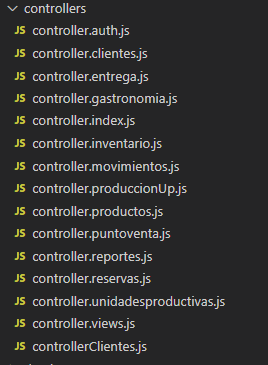 controllers
JS controller.auth.js
JS controller.clientes.js
JS controller.entrega.js
JS controller.gastronomia.js
JS controller.index.js
JS controller.inventario.js
JS controller.movimientos.js
JS controller.produccionUp.js
JS controller.productos.js
JS controller.puntoventa.js
JS controller.reportes.js
JS controller.reservas.js
JS controller.unidadesproductivas.js
JS controller.views.js
JS controllerClientes.js